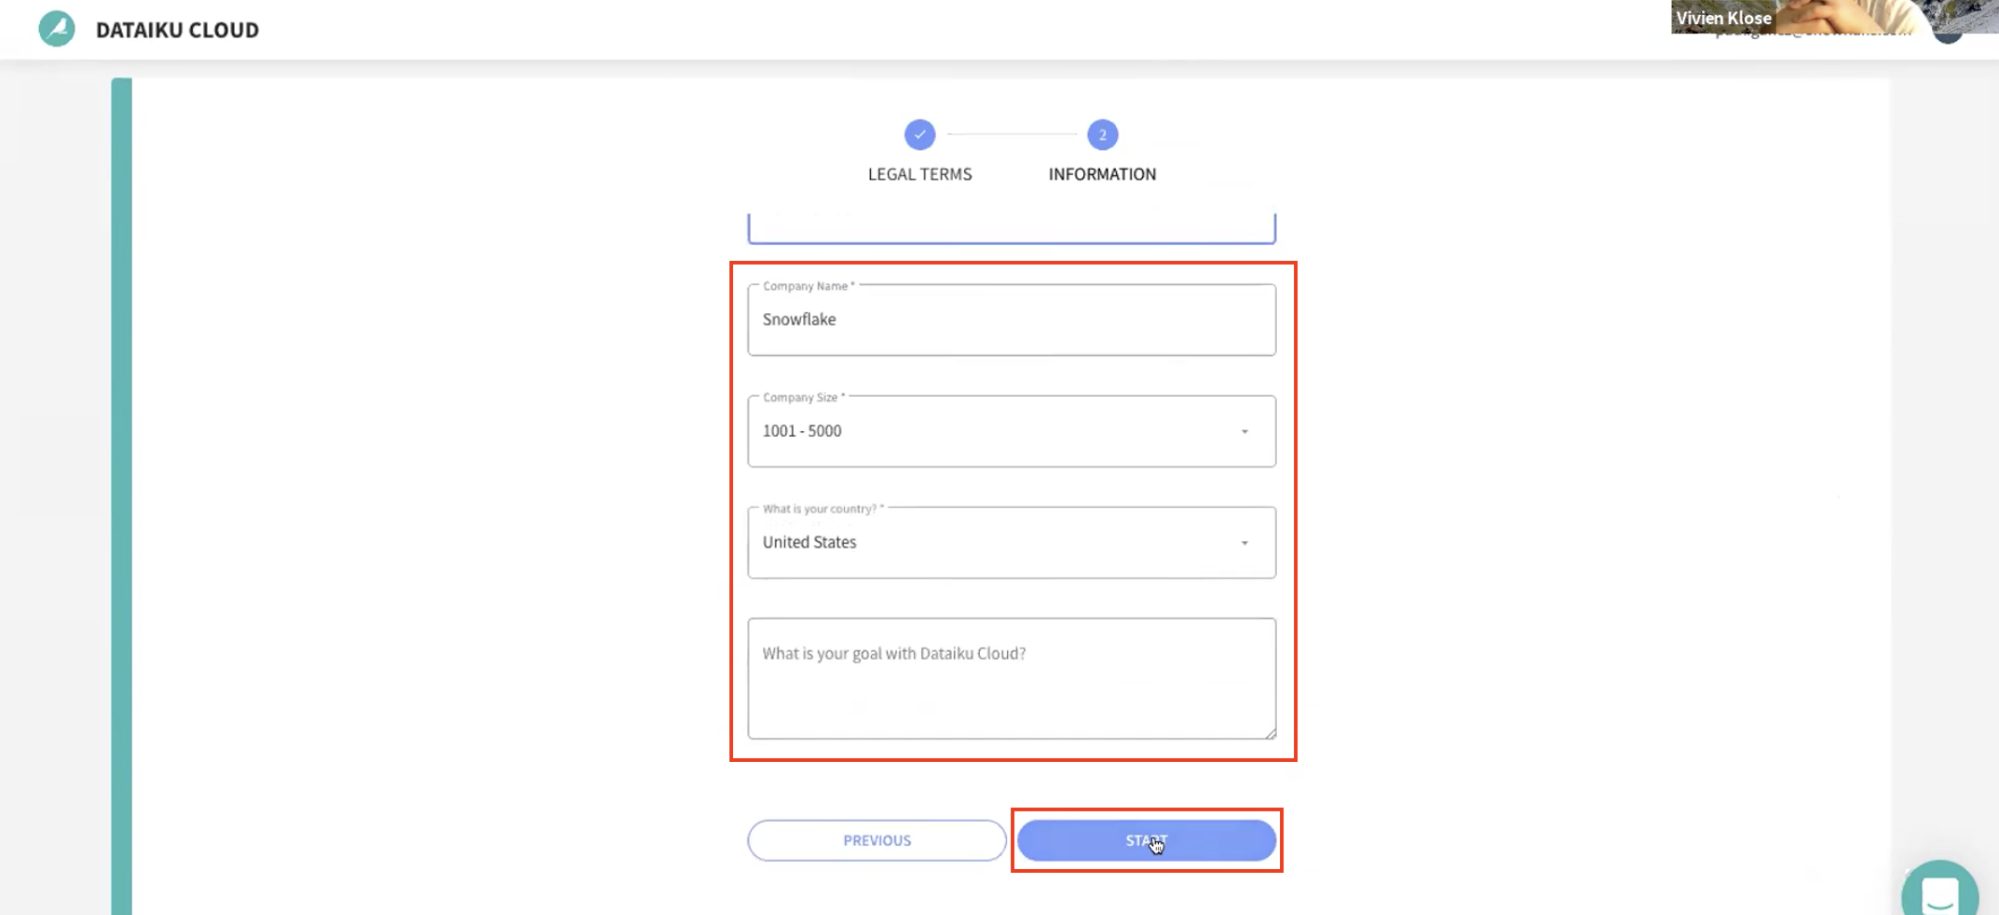 DATAIKU CLOUD
Vivien Klose
2
LEGAL TERMS
INFORMATION
Company Name *
Snowflake
Company Size *
1001 - 5000
What is your country? *
United States
What is your goal with Dataiku Cloud?
PREVIOUS
START